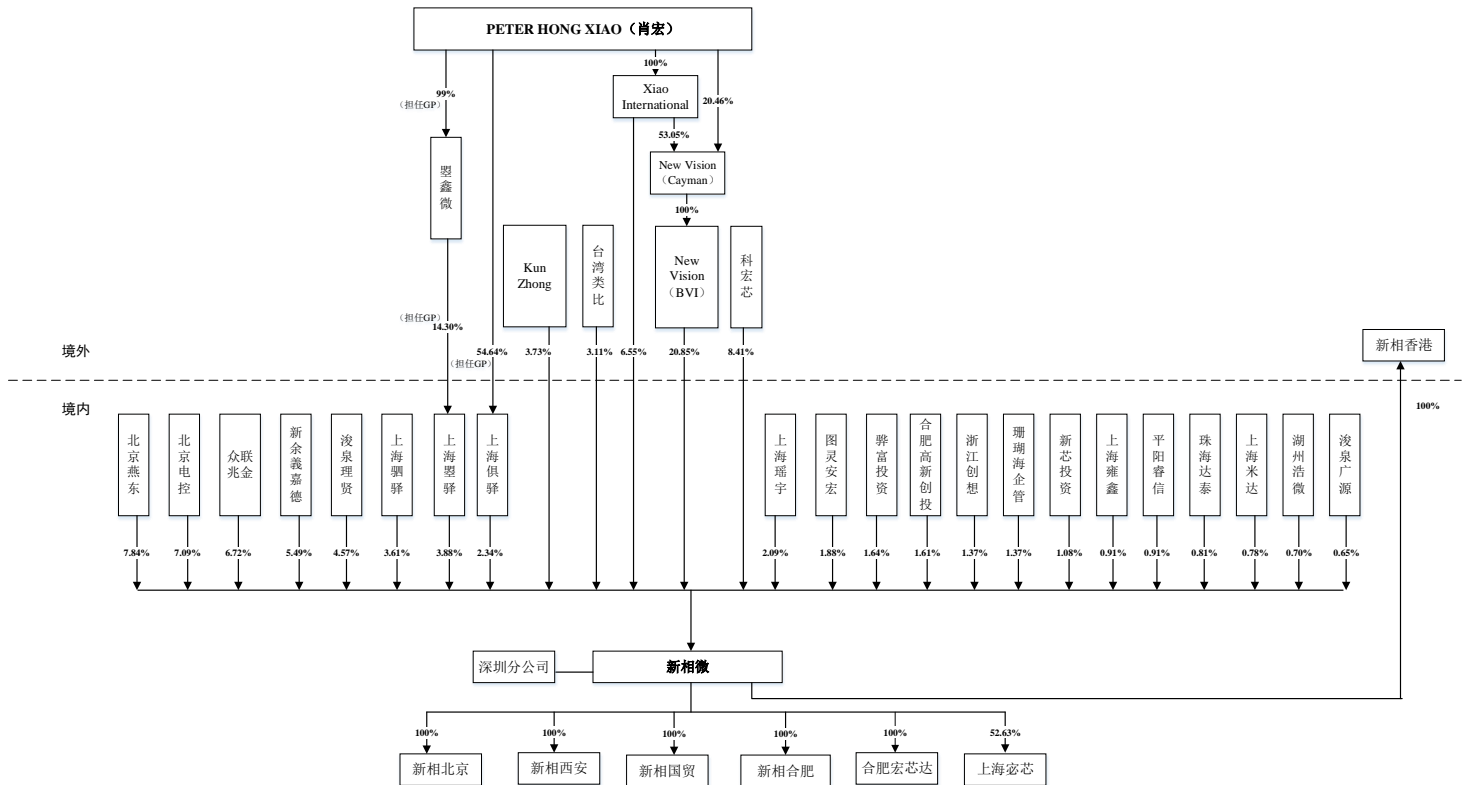 PETER HONG XIAO（肖宏）
100%
Xiao
International
99%
（担任GP）
20.46%
53.05%
New Vision
（Cayman）
曌鑫微
100%
Kun
Zhong
台湾类比
New
Vision
（BVI）
科宏芯
（担任GP）
14.30%
境外
54.64%
（担任GP）
3.73%
3.11%
6.55%
20.85%
8.41%
新相香港
境内
100%
北京燕东
北京电控
众联兆金
新余義嘉德
浚泉理贤
上海驷驿
上海曌驿
上海俱驿
上海瑶宇
图灵安宏
骅富投资
合肥高新创投
浙江创想
珊瑚海企管
新芯投资
上海雍鑫
平阳睿信
珠海达泰
上海米达
湖州浩微
浚泉广源
7.84%
7.09%
6.72%
5.49%
4.57%
3.61%
3.88%
2.34%
2.09%
1.88%
1.64%
1.61%
1.37%
1.37%
1.08%
0.91%
0.91%
0.81%
0.78%
0.70%
0.65%
深圳分公司
新相微
100%
100%
100%
100%
100%
52.63%
新相北京
新相西安
新相国贸
新相合肥
合肥宏芯达
上海宓芯